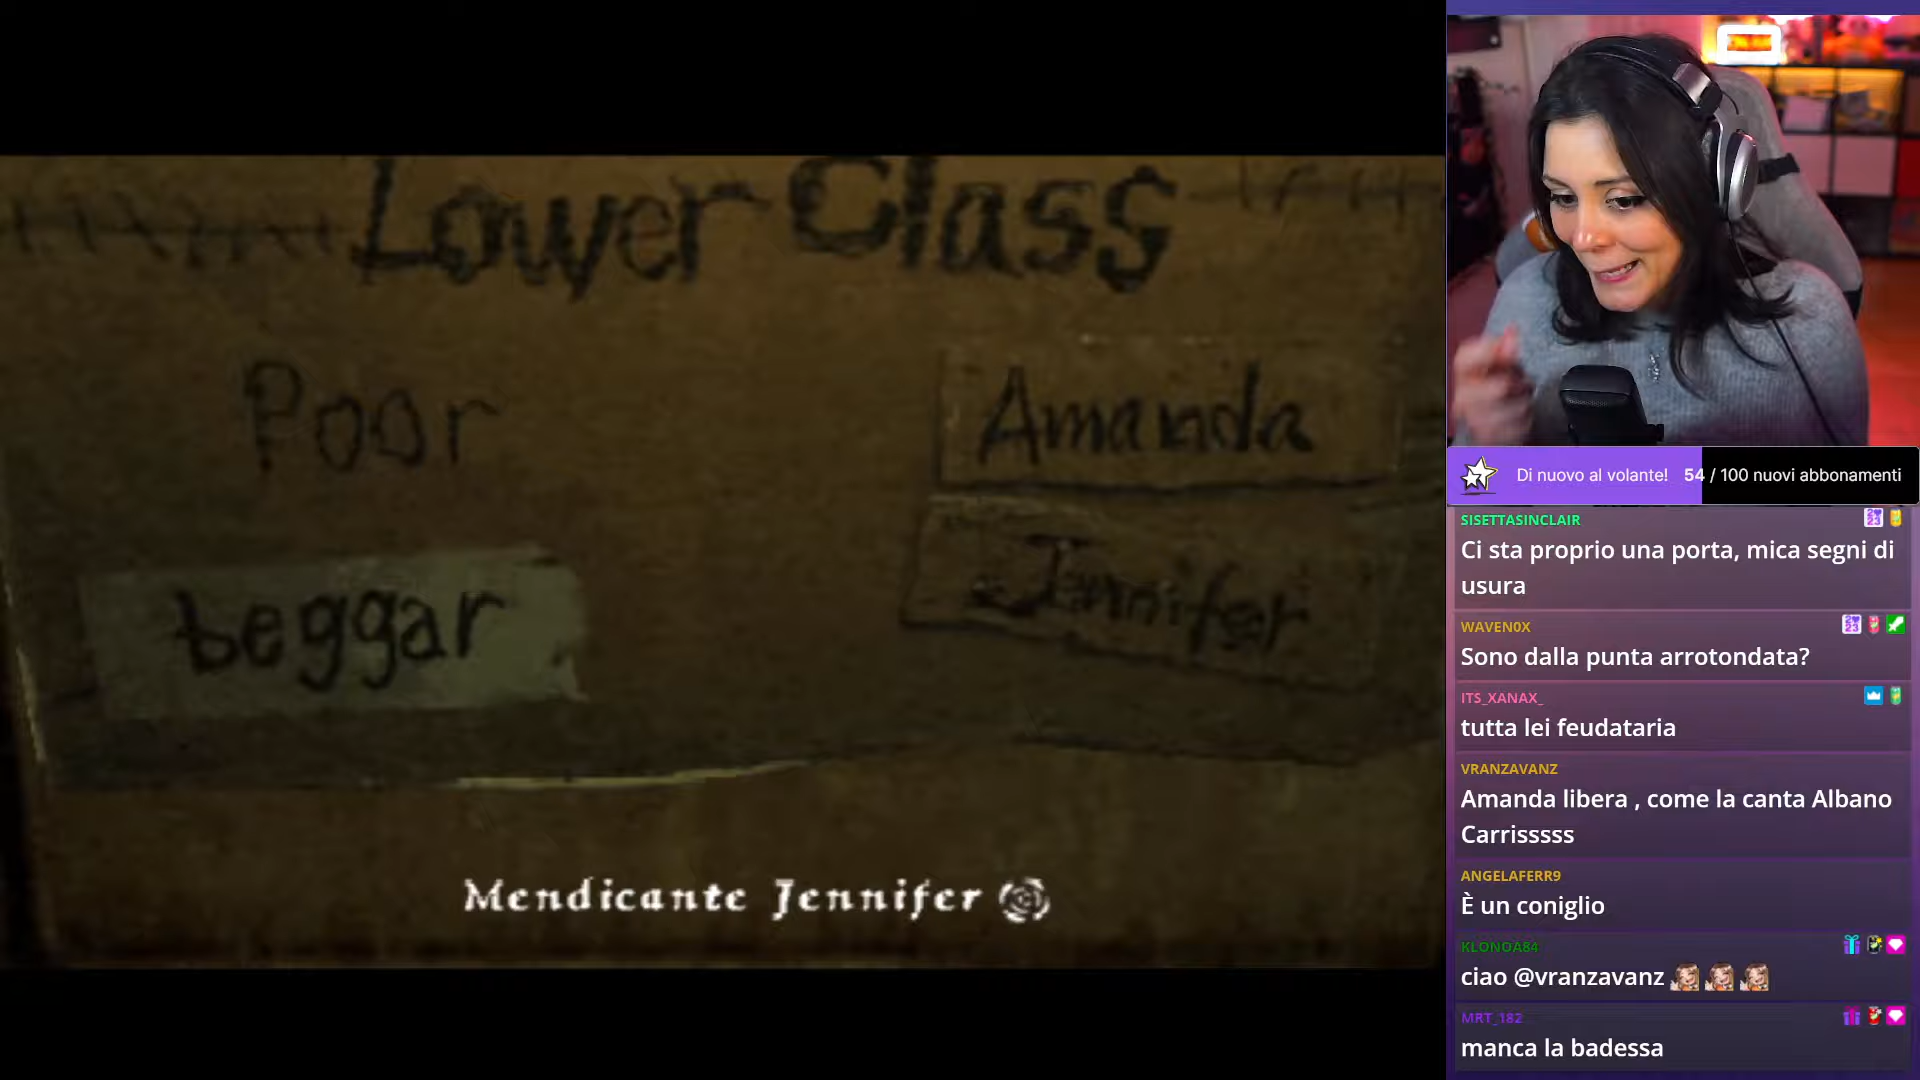 Lower Class
Poor
Amanda
beggar
Jennifer
Mendicante Jennifer
Di nuovo al volante! 54 / 100 nuovi abbonamenti
SISETTASINCLAIR
Ci sta proprio una porta, mica segni di
usura
WAVEN0X
Sono dalla punta arrotondata?
ITS_XANAX_
tutta lei feudataria
VRANZAVANZ
Amanda libera , come la canta Albano
Carrisssss
ANGELAFERR9
È un coniglio
KLONOA84
ciao @vranzavanz
MRT_182
manca la badessa